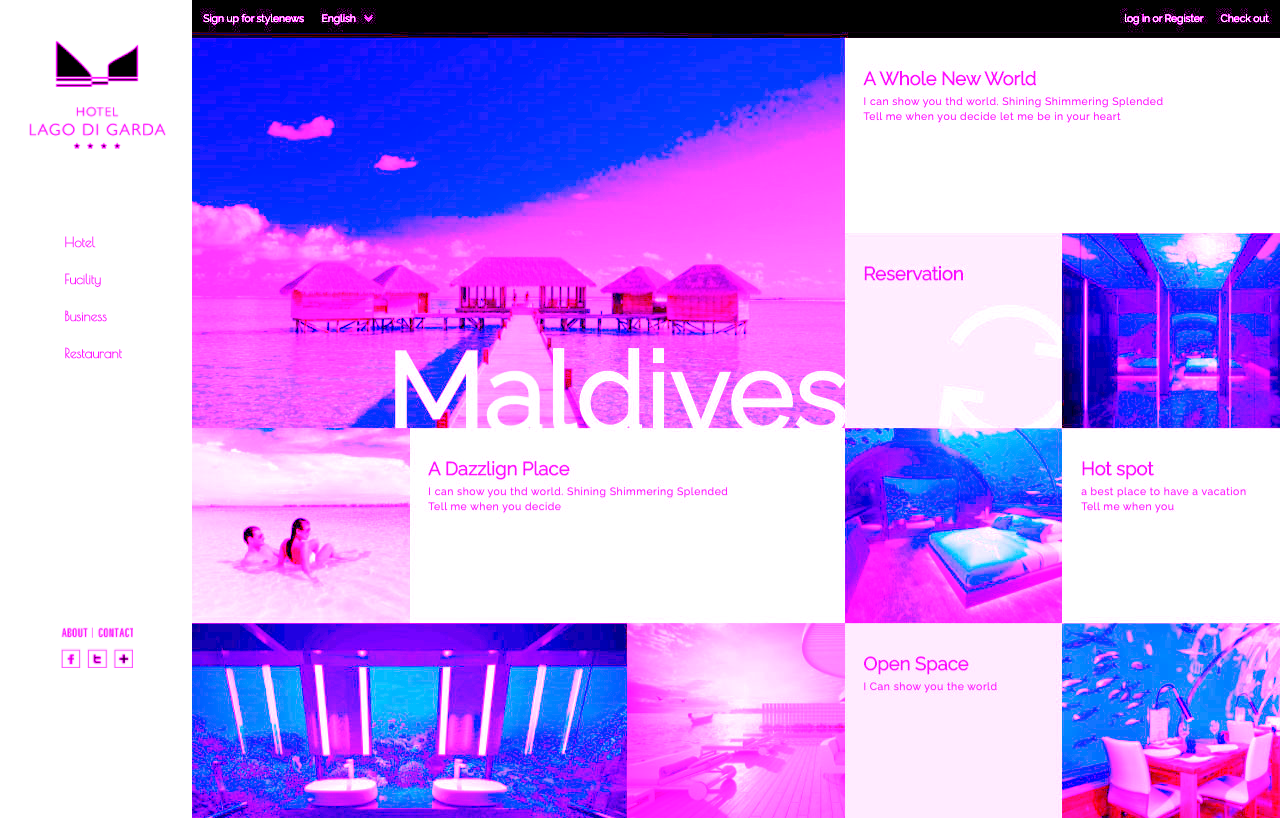 Sign up for stylenews English
log in or Register Check out
HOTEL
LAGO DI GARDA
Hotel
Fucility
Business
Restaurant
ABOUT | CONTACT
A Whole New World
I can show you thd world. Shining Shimmering Splended
Tell me when you decide let me be in your heart
Maldives
Reservation
A Dazzlign Place
I can show you thd world. Shining Shimmering Splended
Tell me when you decide
Hot spot
a best place to have a vacation
Tell me when you
Open Space
I Can show you the world